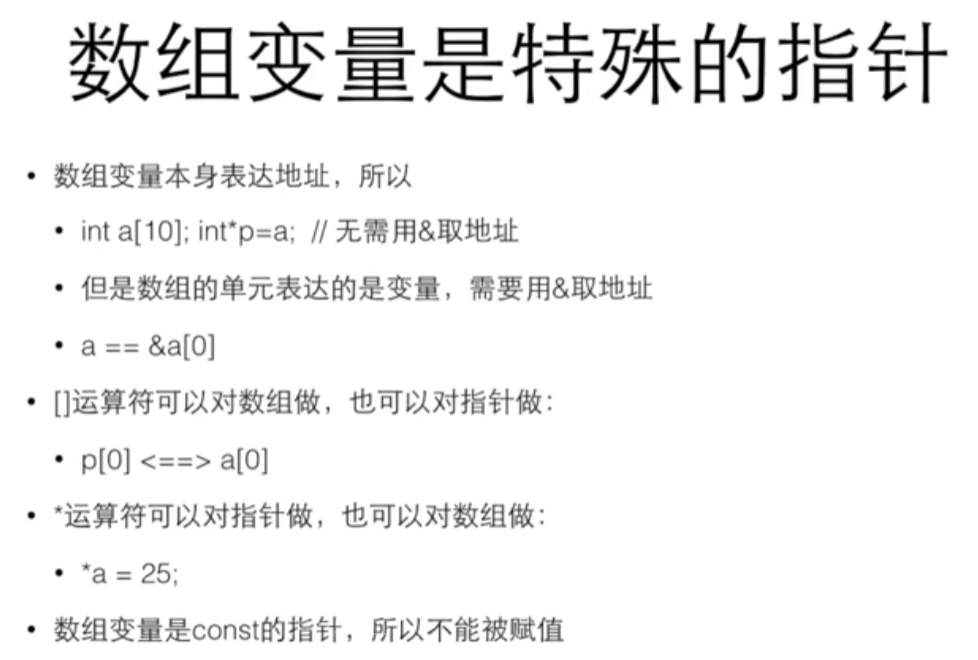 数组变量是特殊的指针
• 数组变量本身表达地址，所以
• int a[10]; int*p=a; // 无需用&取地址
• 但是数组的单元表达的是变量，需要用&取地址
• a == &a[0]
• []运算符可以对数组做，也可以对指针做：
• p[0] <==> a[0]
• *运算符可以对指针做，也可以对数组做：
• *a = 25;
• 数组变量是const的指针，所以不能被赋值